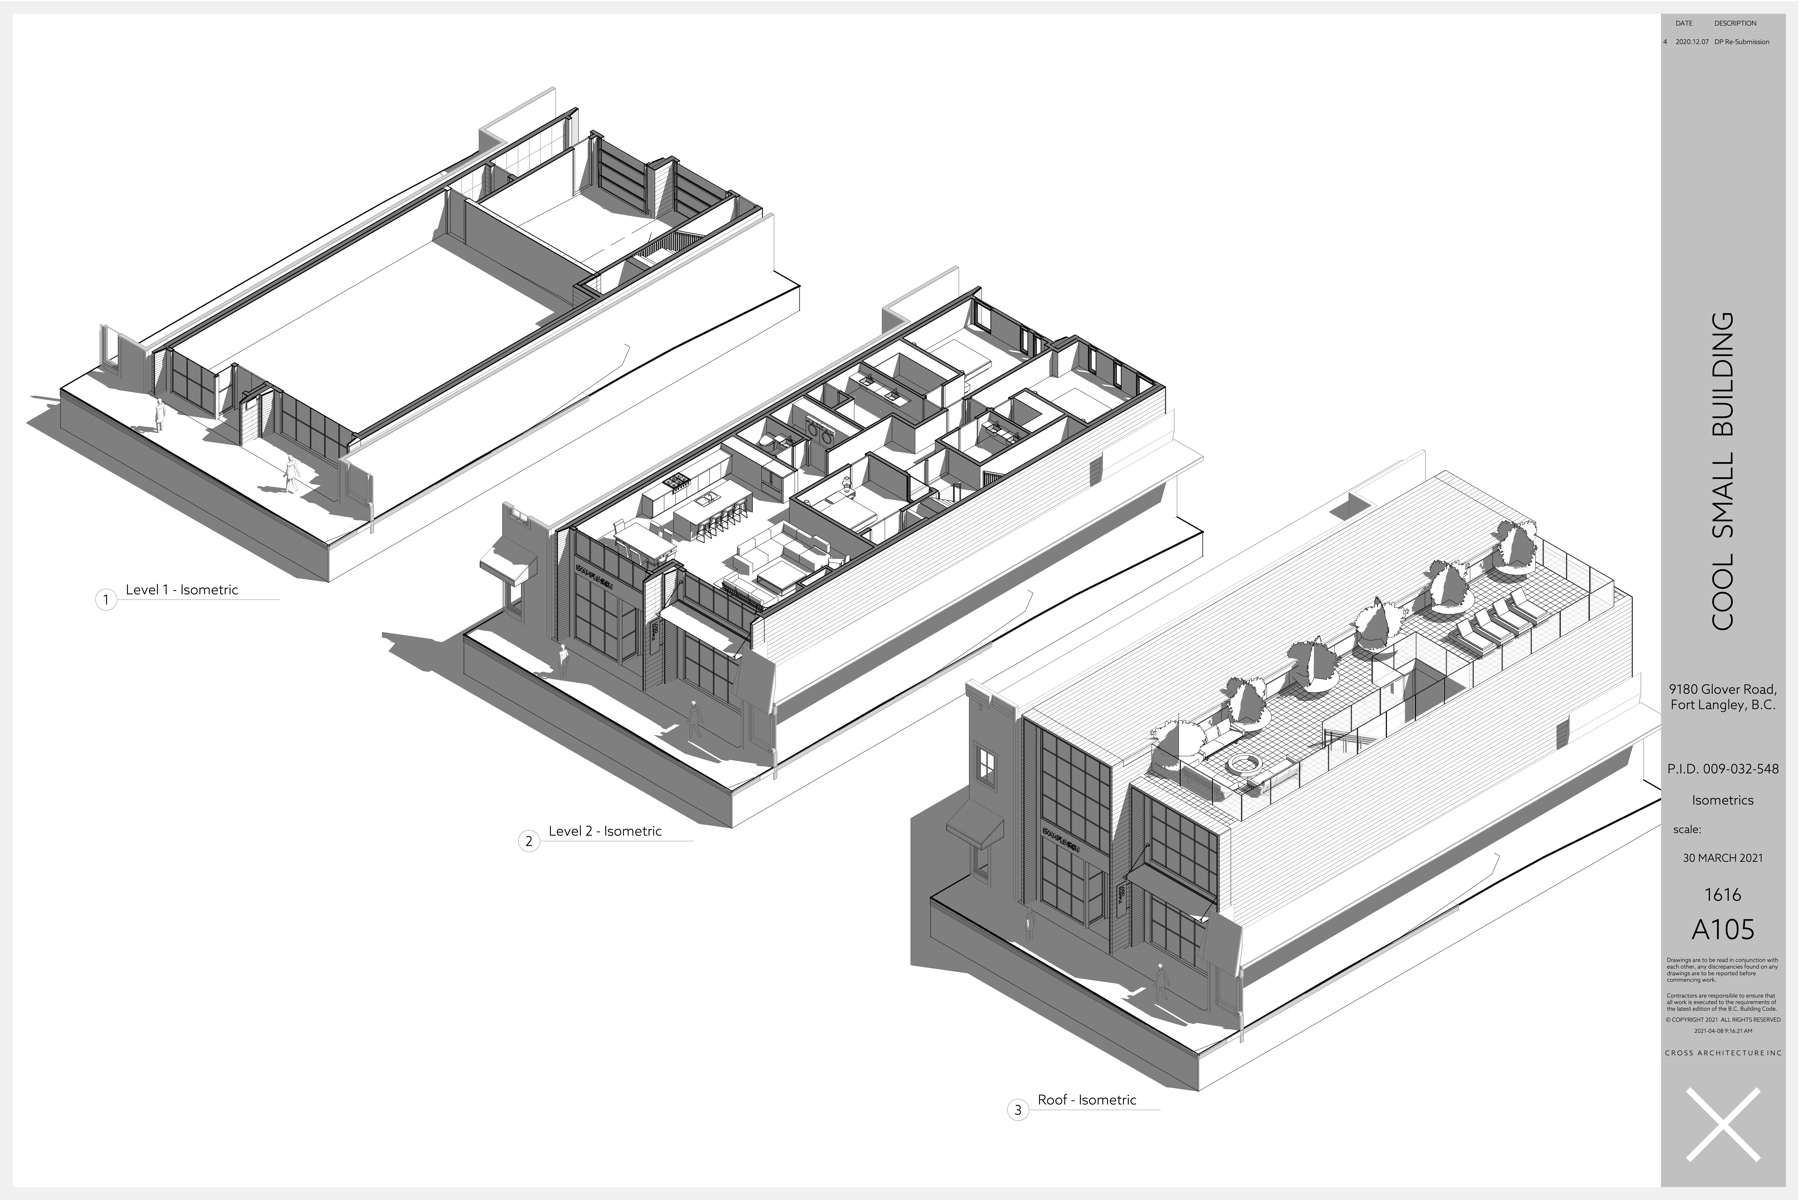 DATE DESCRIPTION
4 2020.12.07 DP Re-Submission
1 Level 1 - Isometric
2 Level 2 - Isometric
3 Roof - Isometric
COOL SMALL BUILDING
9180 Glover Road,
Fort Langley, B.C.
P.I.D. 009-032-548
Isometrics
scale:
30 MARCH 2021
1616
A105
Drawings are to be read in conjunction with
each other, any discrepancies found on any
drawings are to be reported before
commencing work.
Contractors are responsible to ensure that
all work is executed to the requirements of
the latest edition of the B.C. Building Code.
© COPYRIGHT 2021 ALL RIGHTS RESERVED
2021-04-08 9:16:21 AM
CROSS ARCHITECTURE INC